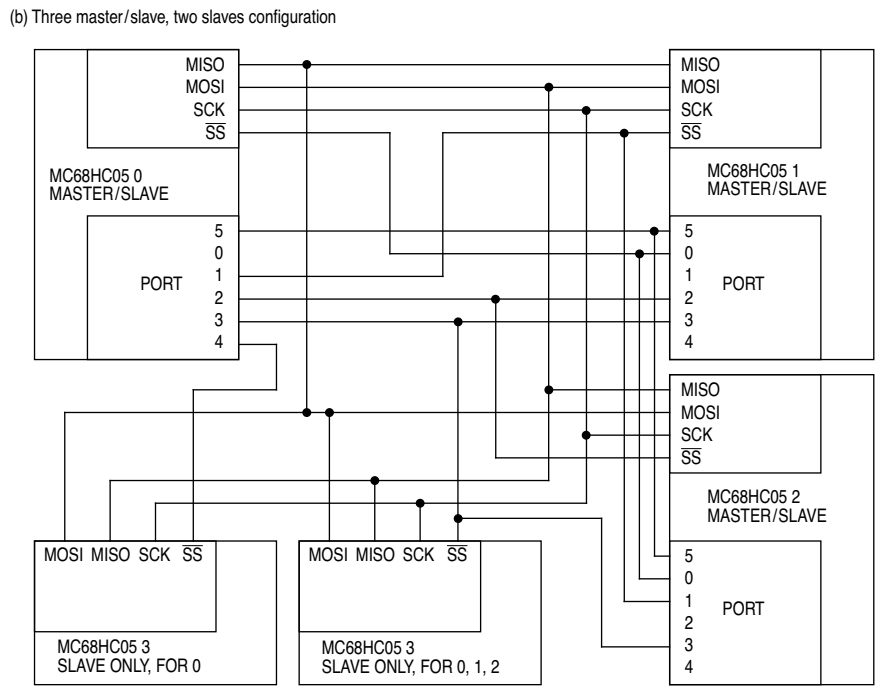 (b) Three master/slave, two slaves configuration
MISO
MOSI
SCK
SS
MC68HC05 0
MASTER/SLAVE
5
0
1
2
3
4
PORT
MISO
MOSI
SCK
SS
MC68HC05 1
MASTER/SLAVE
5
0
1
2
3
4
PORT
MISO
MOSI
SCK
SS
MC68HC05 2
MASTER/SLAVE
5
0
1
2
3
4
PORT
MOSI MISO SCK SS
MC68HC05 3
SLAVE ONLY, FOR 0
MOSI MISO SCK SS
MC68HC05 3
SLAVE ONLY, FOR 0, 1, 2